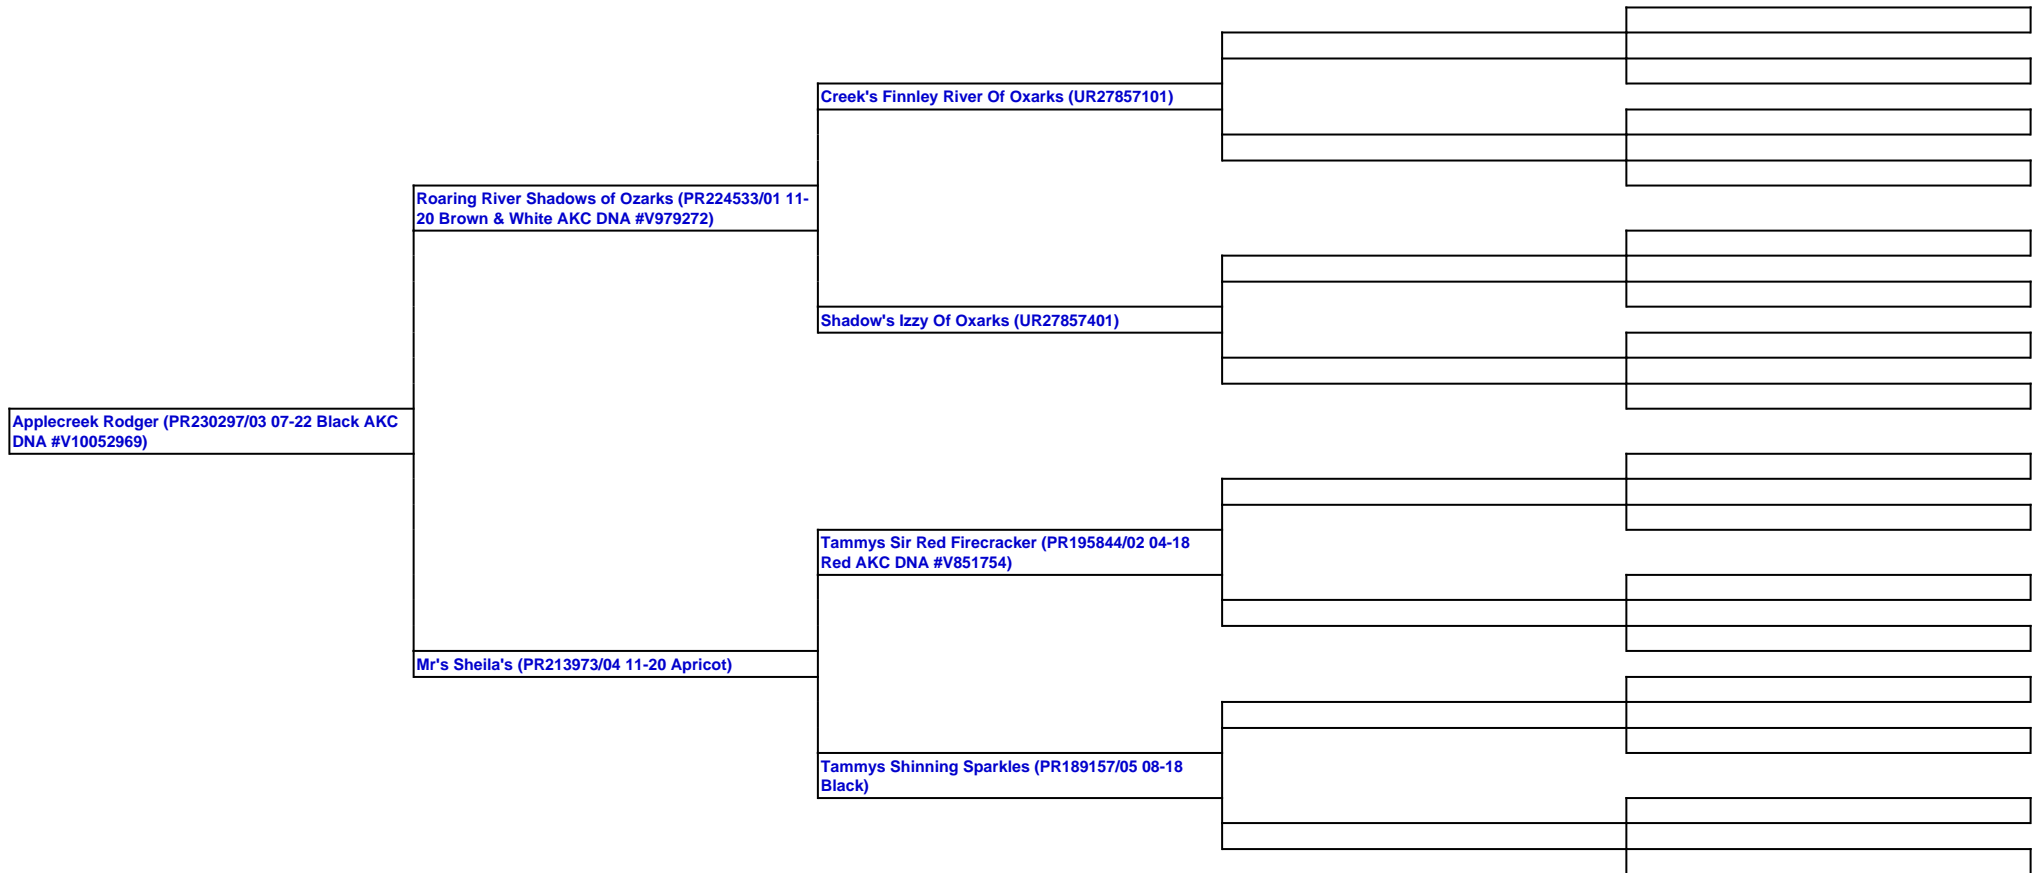 Creek's Finnley River Of Oxarks (UR27857101)
Roaring River Shadows of Ozarks (PR224533/01 11-
20 Brown & White AKC DNA #V979272)
Shadow's Izzy Of Oxarks (UR27857401)
Applecreek Rodger (PR230297/03 07-22 Black AKC
DNA #V10052969)
Tammys Sir Red Firecracker (PR195844/02 04-18
Red AKC DNA #V851754)
Mr's Sheila's (PR213973/04 11-20 Apricot)
Tammys Shinning Sparkles (PR189157/05 08-18
Black)